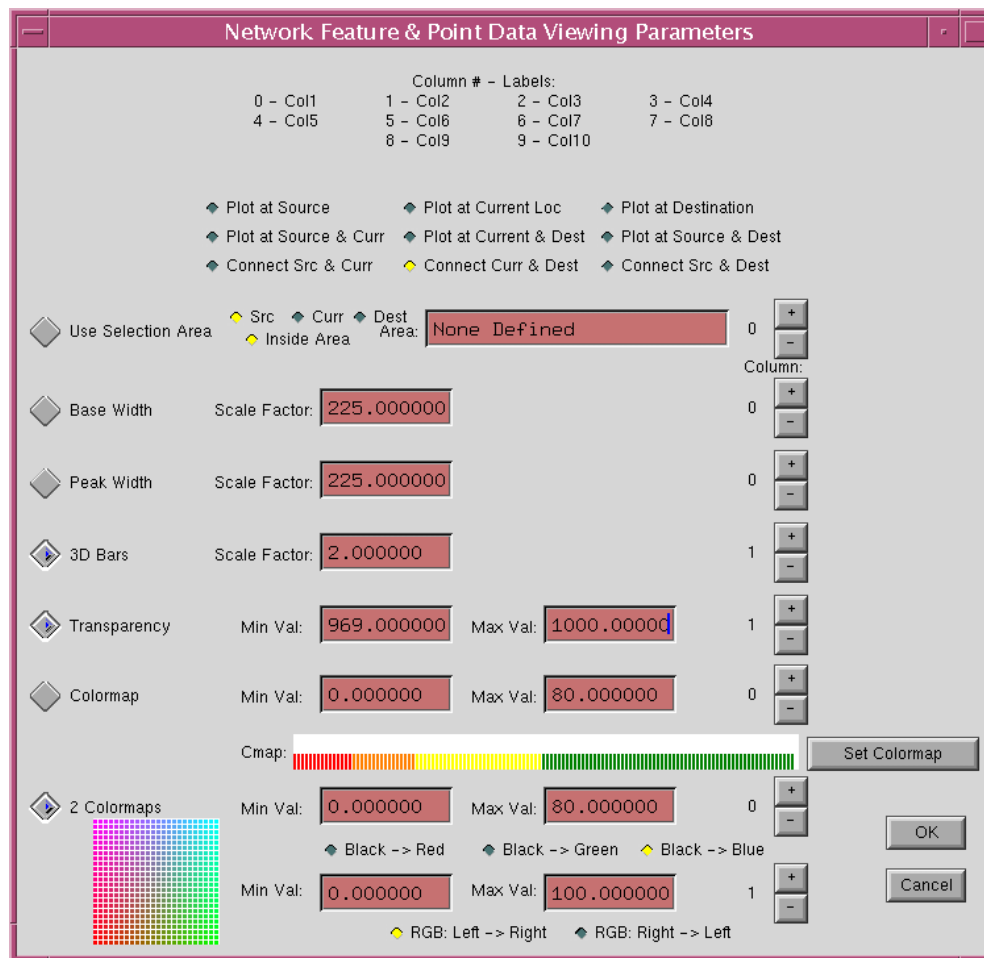 Network Feature & Point Data Viewing Parameters
Column # - Labels:
0 - Col1 1 - Col2 2 - Col3 3 - Col4
4 - Col5 5 - Col6 6 - Col7 7 - Col8
8 - Col9 9 - Col10
Plot at Source Plot at Current Loc Plot at Destination
Plot at Source & Curr Plot at Current & Dest Plot at Source & Dest
Connect Src & Curr Connect Curr & Dest Connect Src & Dest
Use Selection Area Src Curr Dest Inside Area Area: None Defined 0 + -
Column:
Base Width Scale Factor: 225.000000 0 + -
Peak Width Scale Factor: 225.000000 0 + -
3D Bars Scale Factor: 2.000000 1 + -
Transparency Min Val: 969.000000 Max Val: 1000.00000 1 + -
Colormap Min Val: 0.000000 Max Val: 80.000000 0 + -
Cmap: Set Colormap
2 Colormaps Min Val: 0.000000 Max Val: 80.000000 0 + -
OK
Black -> Red Black -> Green Black -> Blue
Min Val: 0.000000 Max Val: 100.000000 1 + -
Cancel
RGB: Left -> Right RGB: Right -> Left